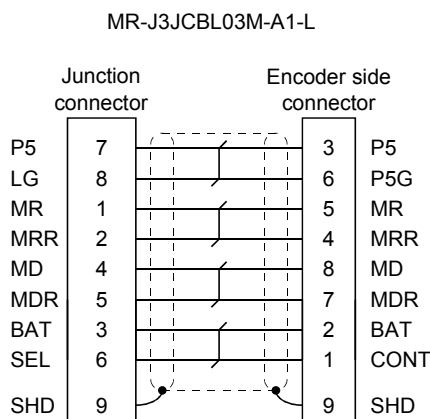 MR-J3JCBL03M-A1-L
Junction connector Encoder side connector
P5 7 3 P5
LG 8 6 P5G
MR 1 5 MR
MRR 2 4 MRR
MD 4 8 MD
MDR 5 7 MDR
BAT 3 2 BAT
SEL 6 1 CONT
SHD 9 9 SHD